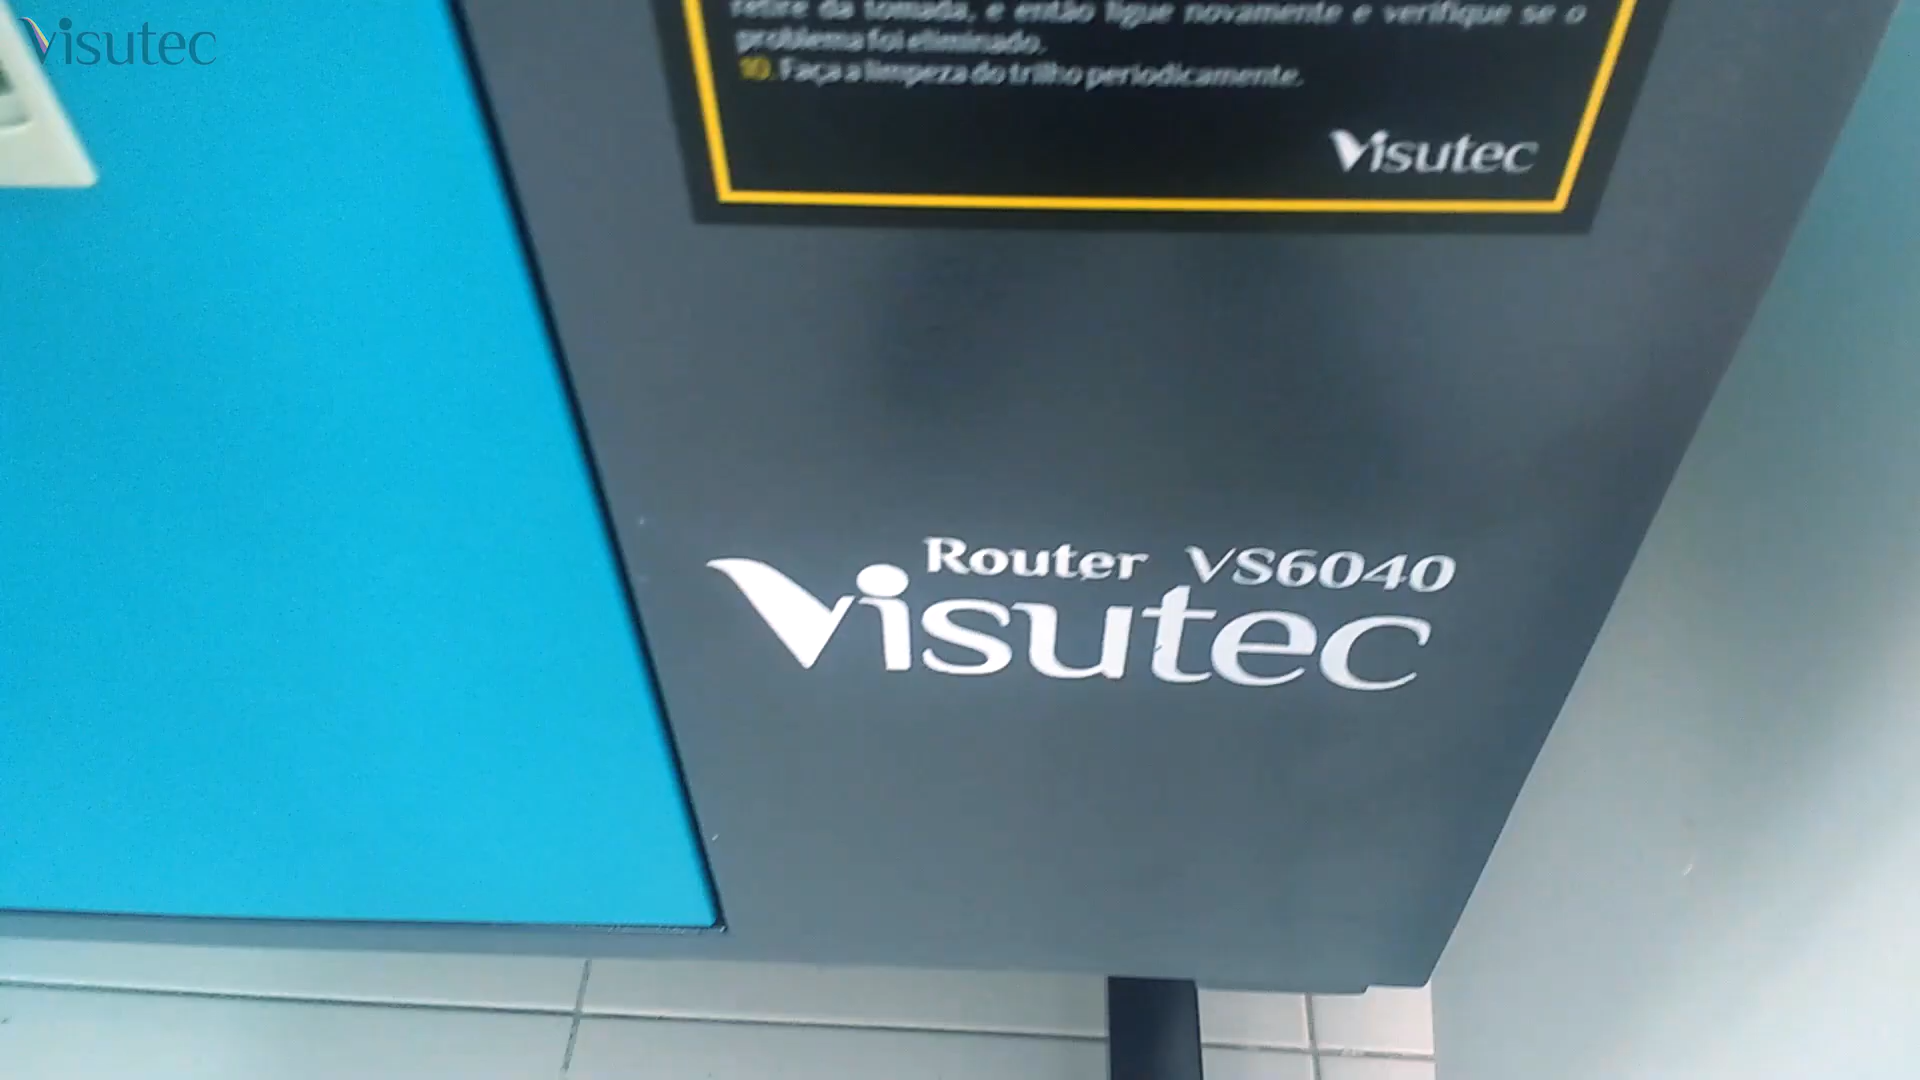 Visutec
retire da tomada, e então ligue novamente e verifique se o
problema foi eliminado.
10. Faça a limpeza do trilho periodicamente.
Visutec
Router VS6040
Visutec